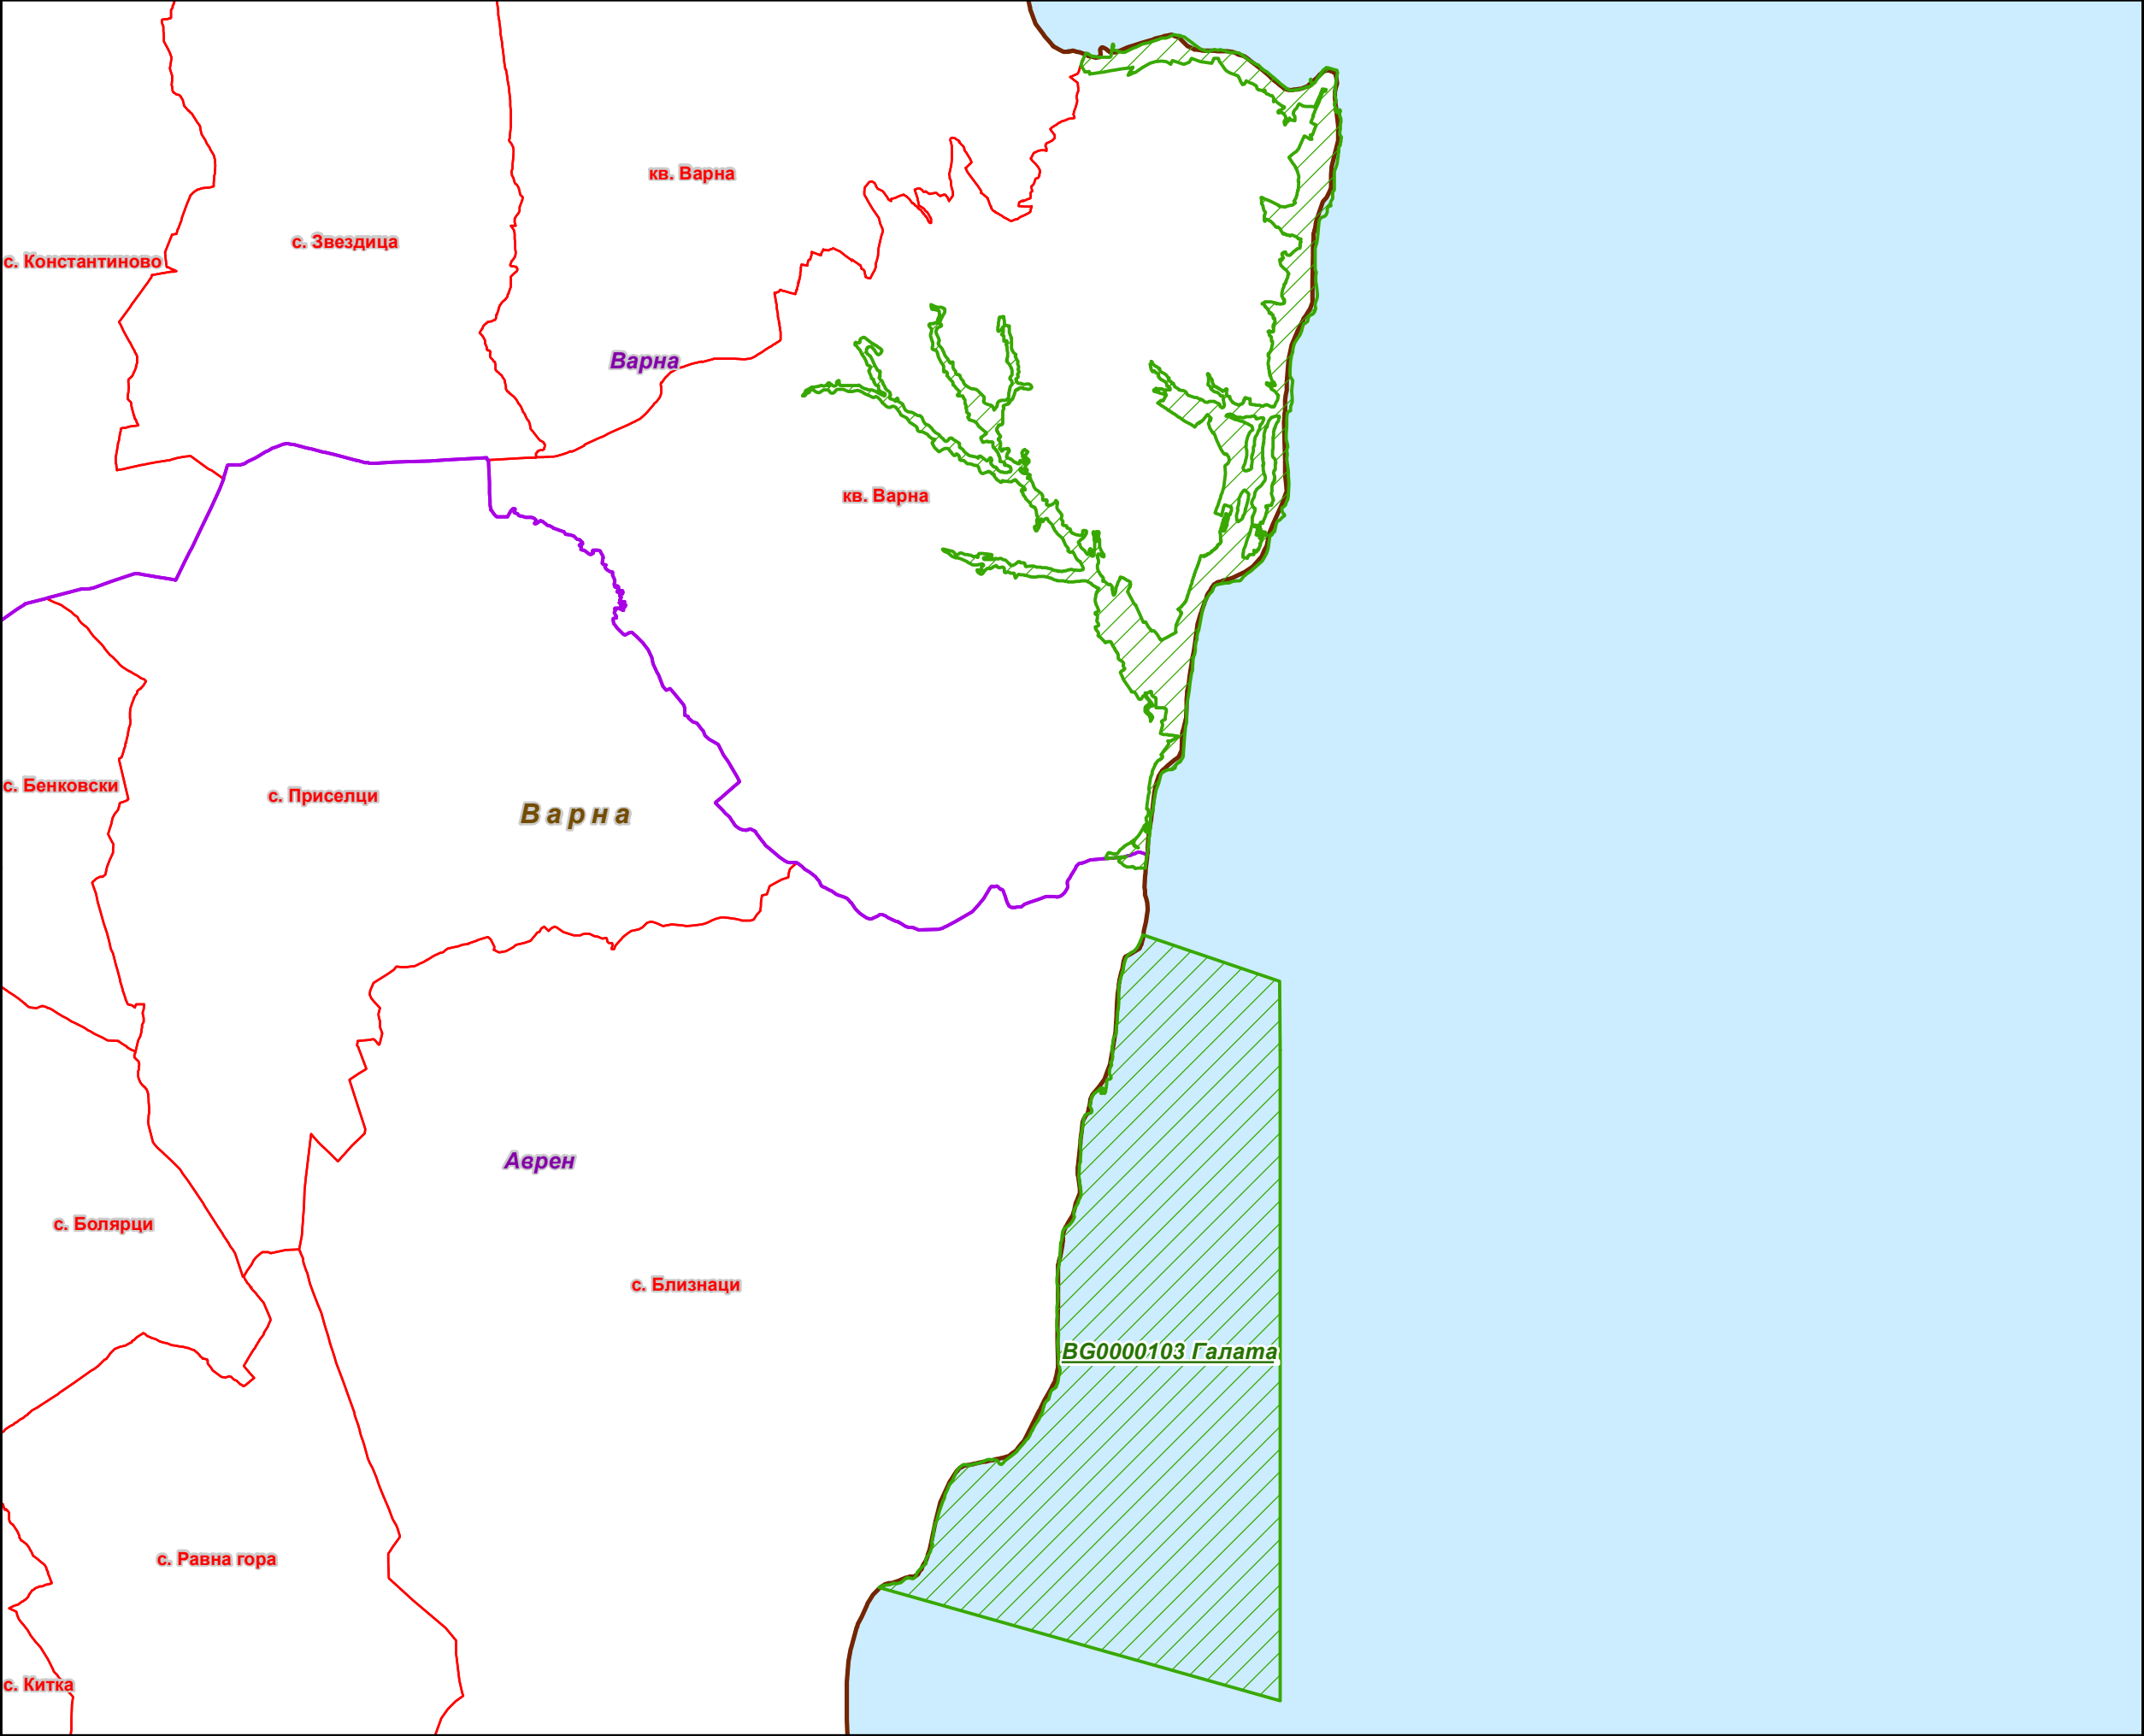 кв. Варна
с. Звездица
с. Константиново
Варна
кв. Варна
с. Бенковски
с. Приселци
Варна
Аврен
с. Болярци
с. Близнаци
BG0000103 Галата
с. Равна гора
с. Китка